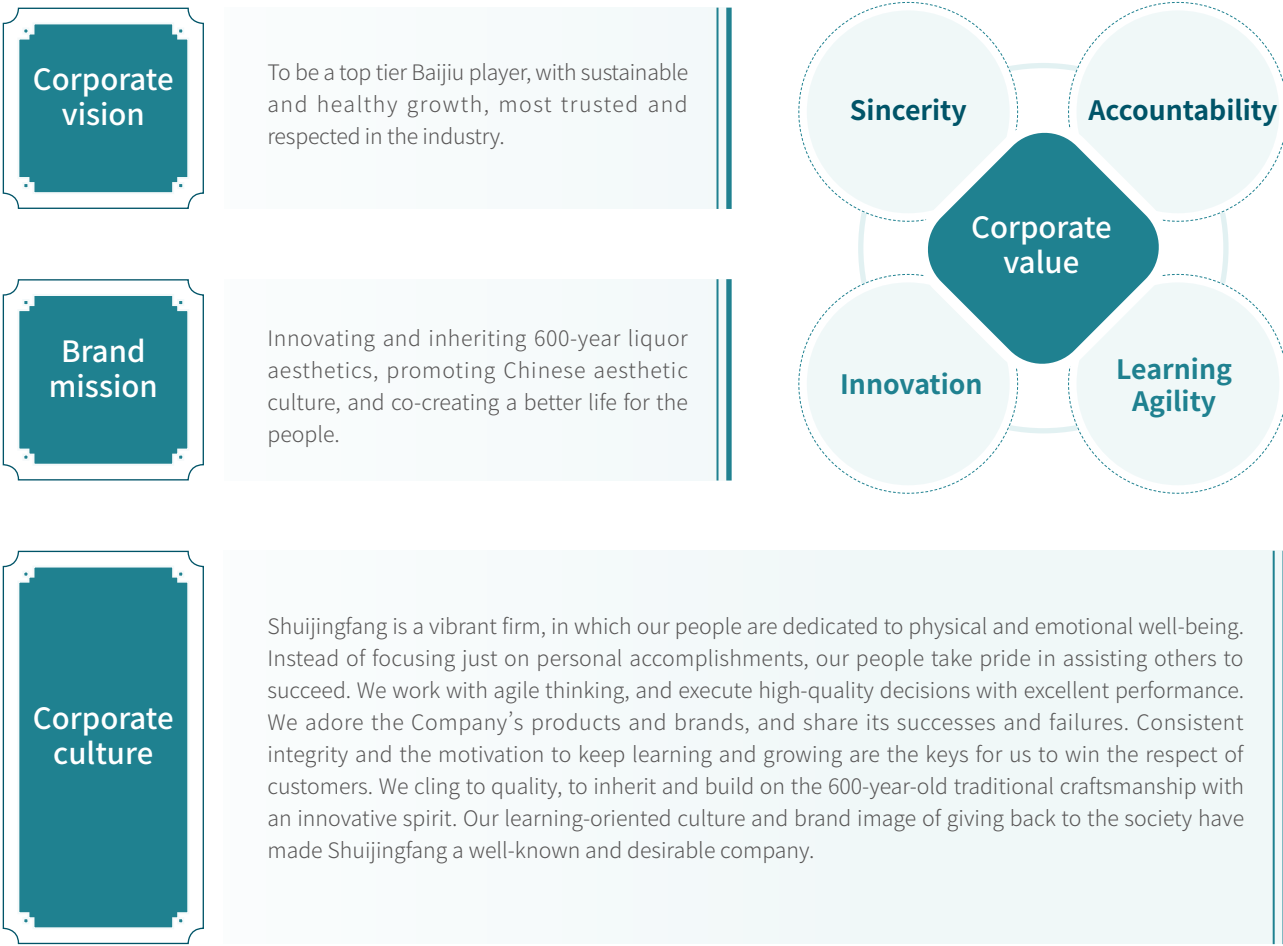 Corporate
vision
To be a top tier Baijiu player, with sustainable
and healthy growth, most trusted and
respected in the industry.
Sincerity
Accountability
Corporate
value
Innovation
Learning
Agility
Brand
mission
Innovating and inheriting 600-year liquor
aesthetics, promoting Chinese aesthetic
culture, and co-creating a better life for the
people.
Corporate
culture
Shuijingfang is a vibrant firm, in which our people are dedicated to physical and emotional well-being.
Instead of focusing just on personal accomplishments, our people take pride in assisting others to
succeed. We work with agile thinking, and execute high-quality decisions with excellent performance.
We adore the Company’s products and brands, and share its successes and failures. Consistent
integrity and the motivation to keep learning and growing are the keys for us to win the respect of
customers. We cling to quality, to inherit and build on the 600-year-old traditional craftsmanship with
an innovative spirit. Our learning-oriented culture and brand image of giving back to the society have
made Shuijingfang a well-known and desirable company.